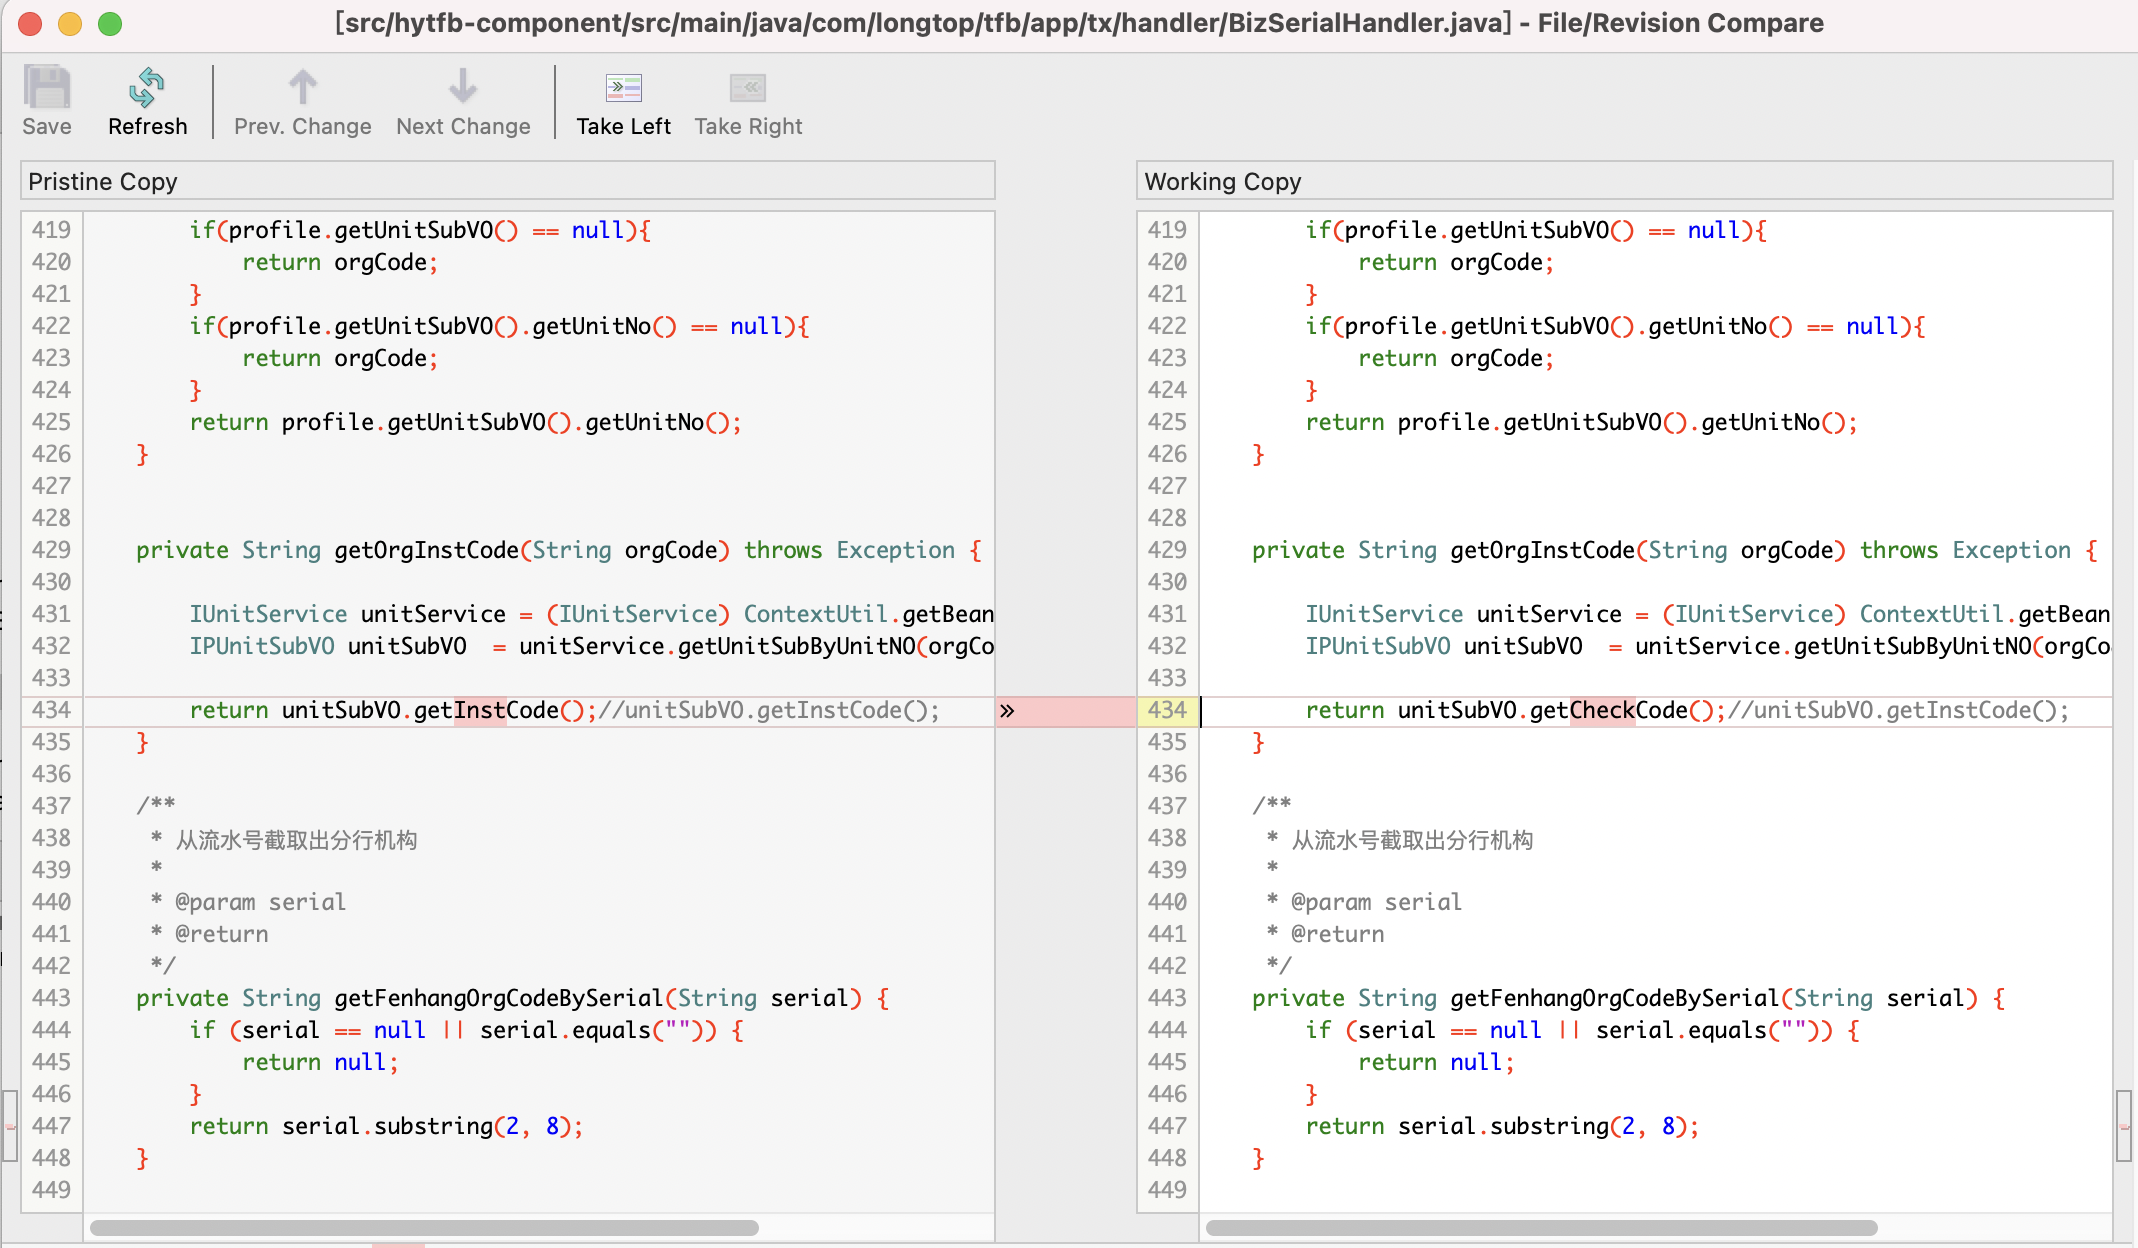 [src/hytfb-component/src/main/java/com/longtop/tfb/app/tx/handler/BizSerialHandler.java] - File/Revision Compare
Save Refresh Prev. Change Next Change Take Left Take Right
Pristine Copy
419 if(profile.getUnitSubVO() == null){
420 return orgCode;
421 }
422 if(profile.getUnitSubVO().getUnitNo() == null){
423 return orgCode;
424 }
425 return profile.getUnitSubVO().getUnitNo();
426 }
427
428
429 private String getOrgInstCode(String orgCode) throws Exception {
430
431 IUnitService unitService = (IUnitService) ContextUtil.getBean
432 IPUnitSubVO unitSubVO  = unitService.getUnitSubByUnitNO(orgCo
433
434 return unitSubVO.getInstCode();//unitSubVO.getInstCode();
435 }
436
437 /**
438 * 从流水号截取出分行机构
439 *
440 * @param serial
441 * @return
442 */
443 private String getFenhangOrgCodeBySerial(String serial) {
444 if (serial == null || serial.equals("")) {
445 return null;
446 }
447 return serial.substring(2, 8);
448 }
449
»
Working Copy
419 if(profile.getUnitSubVO() == null){
420 return orgCode;
421 }
422 if(profile.getUnitSubVO().getUnitNo() == null){
423 return orgCode;
424 }
425 return profile.getUnitSubVO().getUnitNo();
426 }
427
428
429 private String getOrgInstCode(String orgCode) throws Exception {
430
431 IUnitService unitService = (IUnitService) ContextUtil.getBean
432 IPUnitSubVO unitSubVO  = unitService.getUnitSubByUnitNO(orgCo
433
434 return unitSubVO.getCheckCode();//unitSubVO.getInstCode();
435 }
436
437 /**
438 * 从流水号截取出分行机构
439 *
440 * @param serial
441 * @return
442 */
443 private String getFenhangOrgCodeBySerial(String serial) {
444 if (serial == null || serial.equals("")) {
445 return null;
446 }
447 return serial.substring(2, 8);
448 }
449